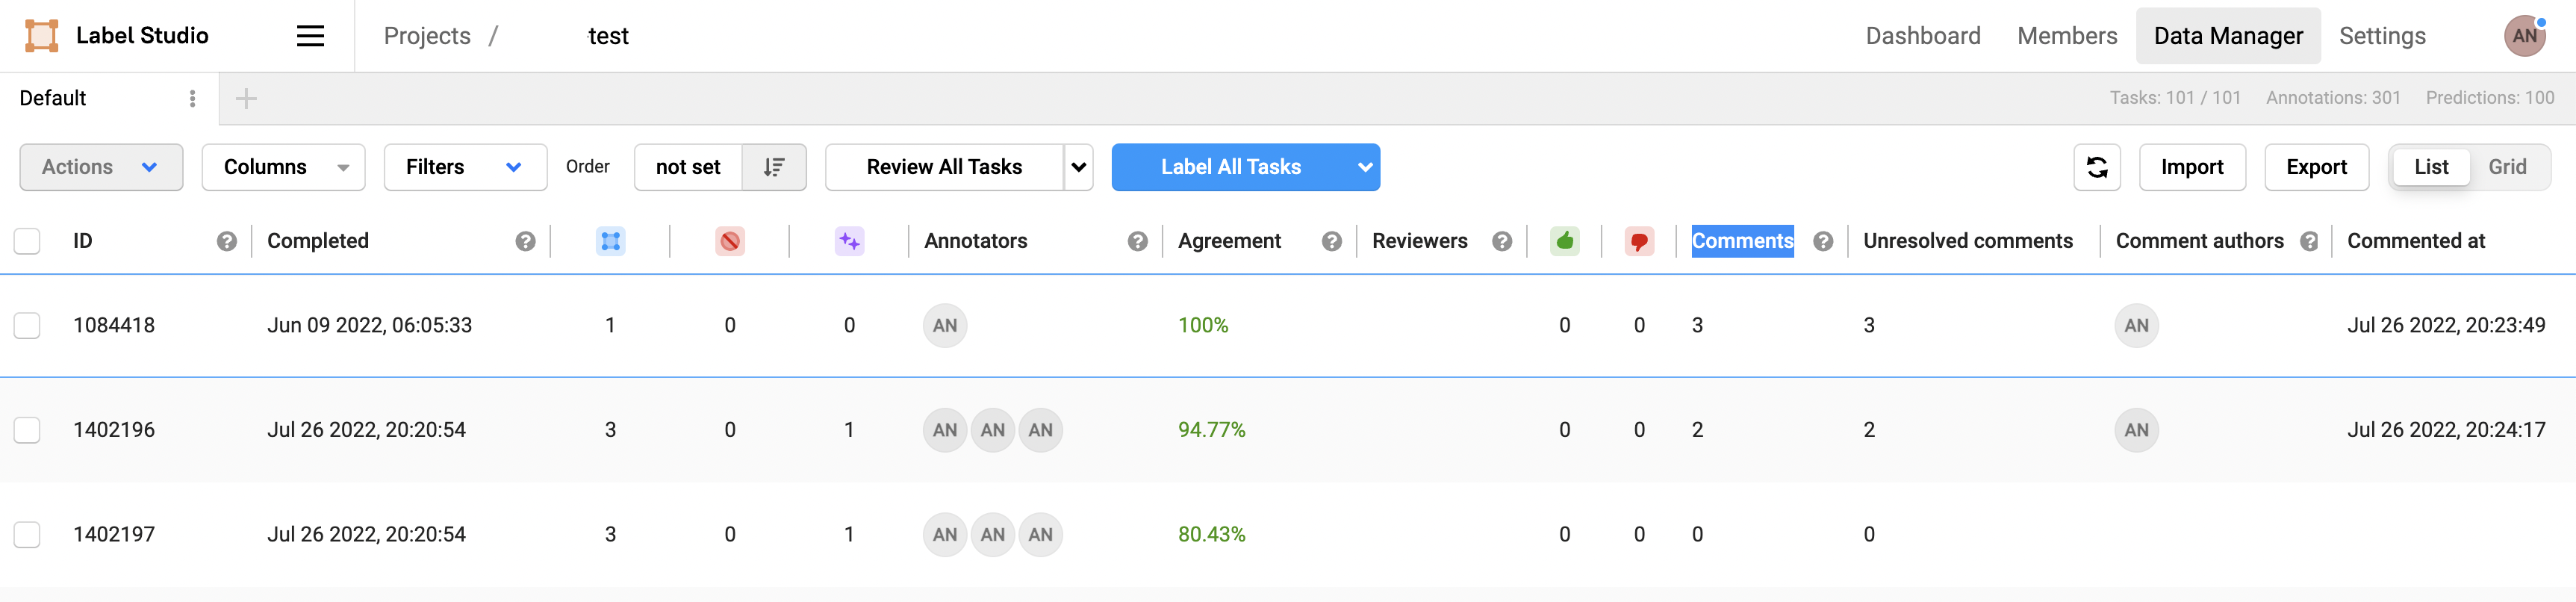 Label Studio Projects / test Dashboard Members Data Manager Settings AN
Default Tasks: 101 / 101 Annotations: 301 Predictions: 100
Actions Columns Filters Order not set Review All Tasks Label All Tasks Import Export List Grid
ID ? Completed ? Annotators ? Agreement ? Reviewers ? Comments ? Unresolved comments Comment authors ? Commented at
1084418 Jun 09 2022, 06:05:33 1 0 0 AN 100% 0 0 3 3 AN Jul 26 2022, 20:23:49
1402196 Jul 26 2022, 20:20:54 3 0 1 AN AN AN 94.77% 0 0 2 2 AN Jul 26 2022, 20:24:17
1402197 Jul 26 2022, 20:20:54 3 0 1 AN AN AN 80.43% 0 0 0 0